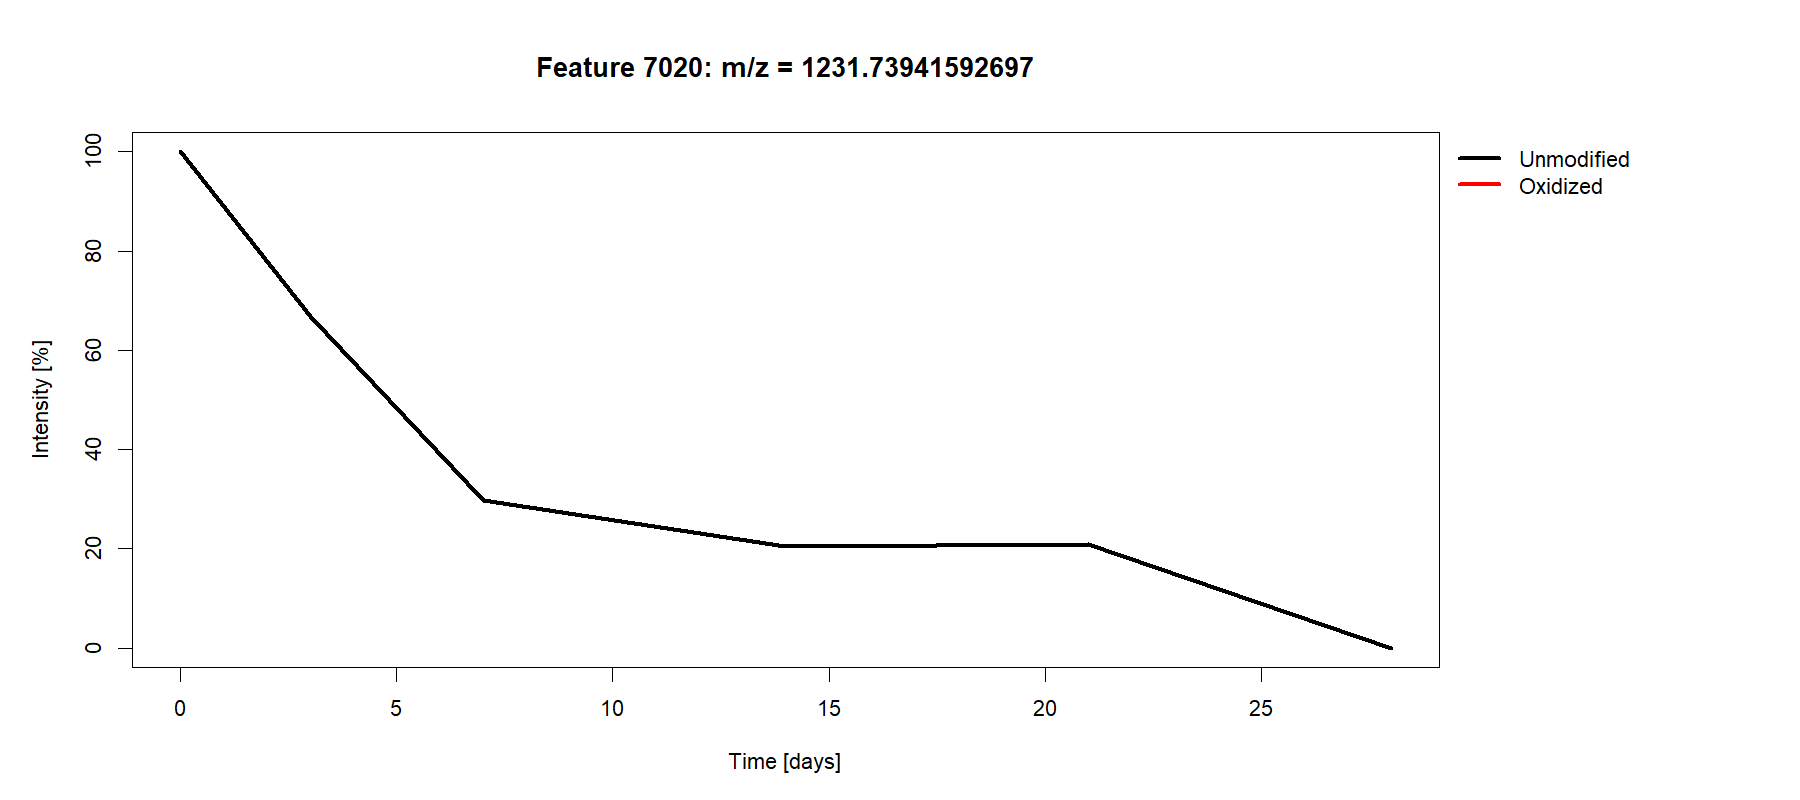 Feature 7020: m/z = 1231.73941592697
Unmodified
Oxidized
Intensity [%]
100
80
60
40
20
0
0 5 10 15 20 25
Time [days]